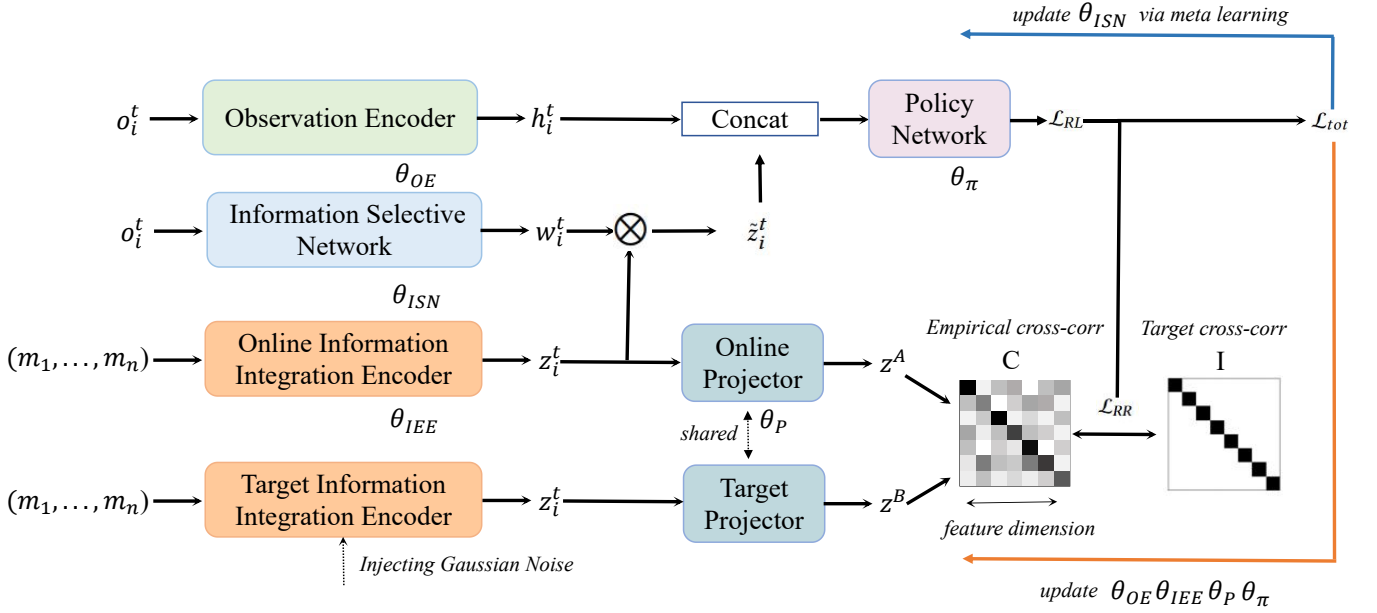 update θ_ISN via meta learning
o_i^t
Observation Encoder
h_i^t
Concat
Policy
Network
ℒ_RL
ℒ_tot
θ_OE
θ_π
o_i^t
Information Selective
Network
w_i^t
⊗
z̃_i^t
θ_ISN
(m_1, …, m_n)
Online Information
Integration Encoder
z_i^t
Online
Projector
z^A
Empirical cross-corr
C
Target cross-corr
I
θ_IEE
shared
θ_P
ℒ_RR
(m_1, …, m_n)
Target Information
Integration Encoder
z_i^t
Target
Projector
z^B
feature dimension
Injecting Gaussian Noise
update θ_OE θ_IEE θ_P θ_π